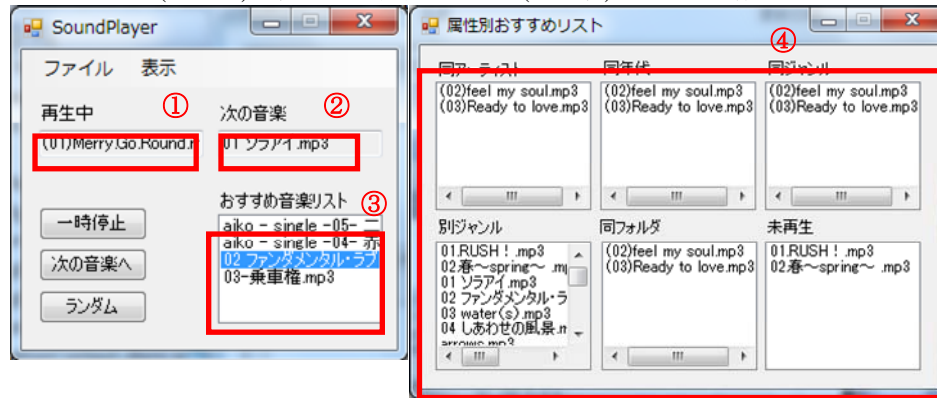 SoundPlayer
ファイル 表示
再生中 ① 次の音楽 ②
(01)Merry.Go.Round.r 01 ソラアイ.mp3
おすすめ音楽リスト ③
一時停止
次の音楽へ
ランダム
aiko - single -05- 二
aiko - single -04- 赤
02 ファンダメンタル・ラブ
03-乗車権.mp3
属性別おすすめリスト
④
同アーティスト 同年代 同ジャンル
(02)feel my soul.mp3 (02)feel my soul.mp3 (02)feel my soul.mp3
(03)Ready to love.mp3 (03)Ready to love.mp3 (03)Ready to love.mp3
別ジャンル 同フォルダ 未再生
01.RUSH！.mp3 (02)feel my soul.mp3 01.RUSH！.mp3
02.春～spring～ .mp (03)Ready to love.mp3 02.春～spring～ .mp3
01 ソラアイ.mp3
02 ファンダメンタル・ラ
03 water(s).mp3
04 しあわせの風景.m
arrows.mp3